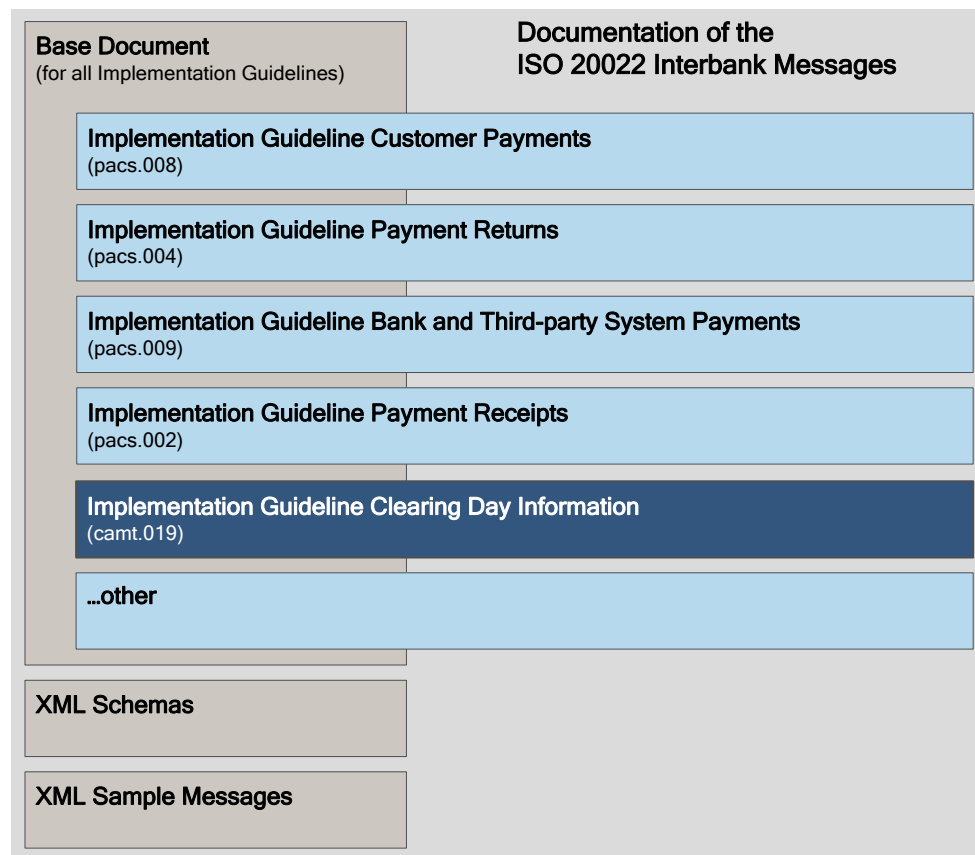 Base Document
(for all Implementation Guidelines)
Documentation of the
ISO 20022 Interbank Messages
Implementation Guideline Customer Payments
(pacs.008)
Implementation Guideline Payment Returns
(pacs.004)
Implementation Guideline Bank and Third-party System Payments
(pacs.009)
Implementation Guideline Payment Receipts
(pacs.002)
Implementation Guideline Clearing Day Information
(camt.019)
...other
XML Schemas
XML Sample Messages